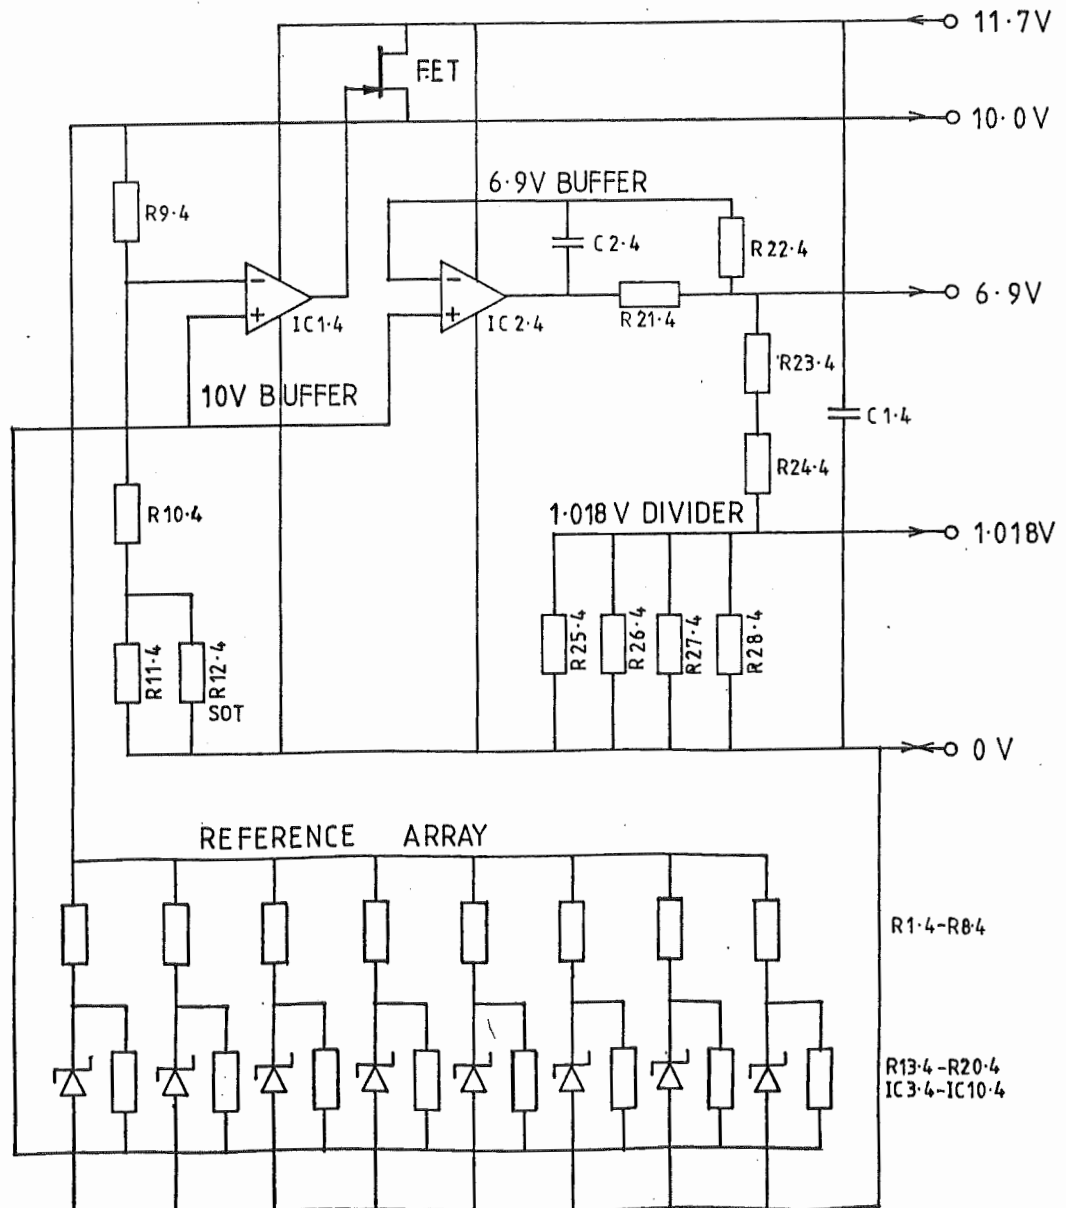 11·7V
FET
10·0V
6·9V BUFFER
R9·4
C2·4
R22·4
−
+
IC1·4
−
+
IC2·4
R21·4
6·9V
10V BUFFER
R23·4
C1·4
R24·4
R10·4
1·018V DIVIDER
1·018V
R11·4
R12·4
SOT
R25·4
R26·4
R27·4
R28·4
0V
REFERENCE ARRAY
R1·4-R8·4
R13·4-R20·4
IC3·4-IC10·4